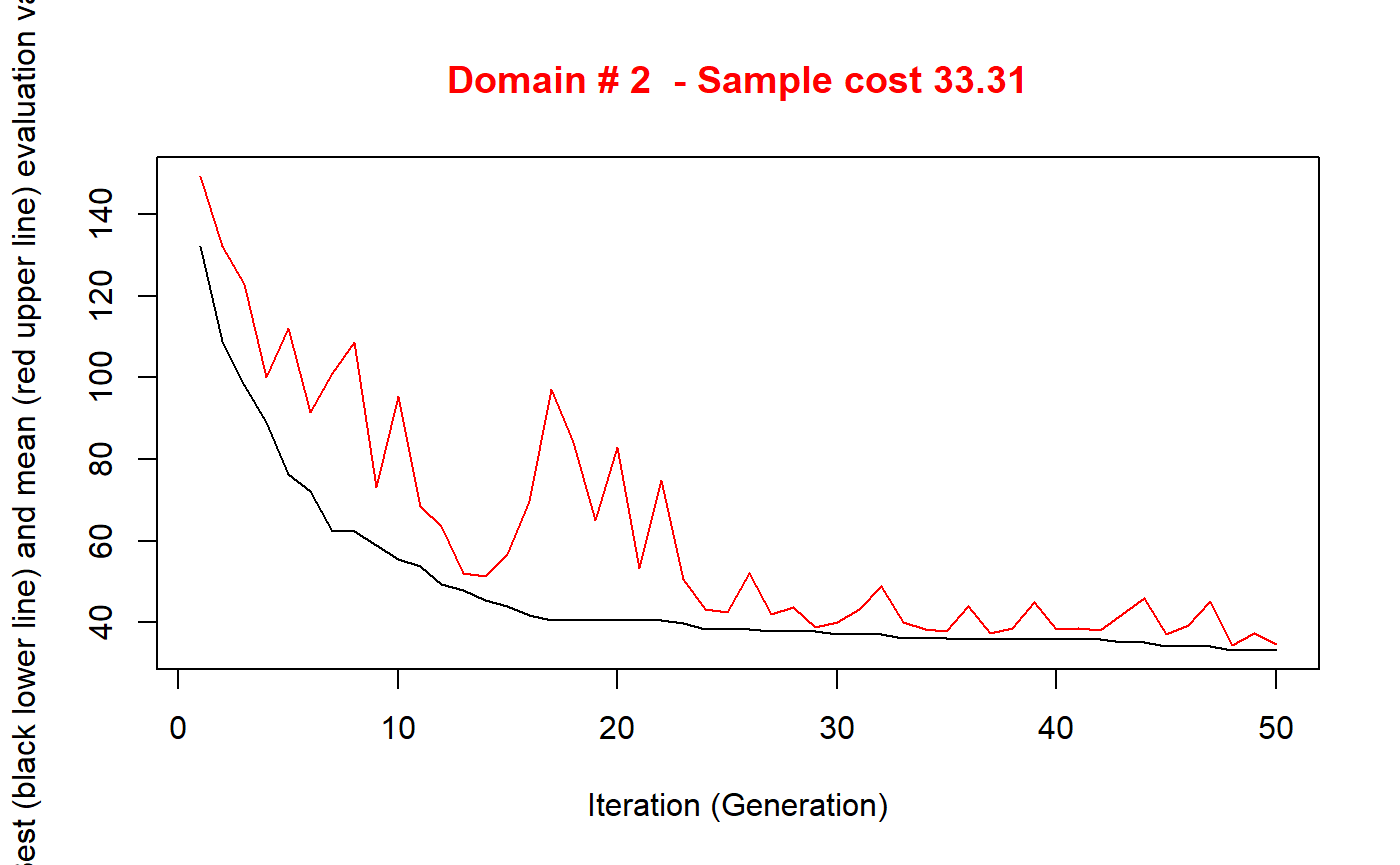 Domain # 2 - Sample cost 33.31
est (black lower line) and mean (red upper line) evaluation va
140
120
100
80
60
40
0 10 20 30 40 50
Iteration (Generation)